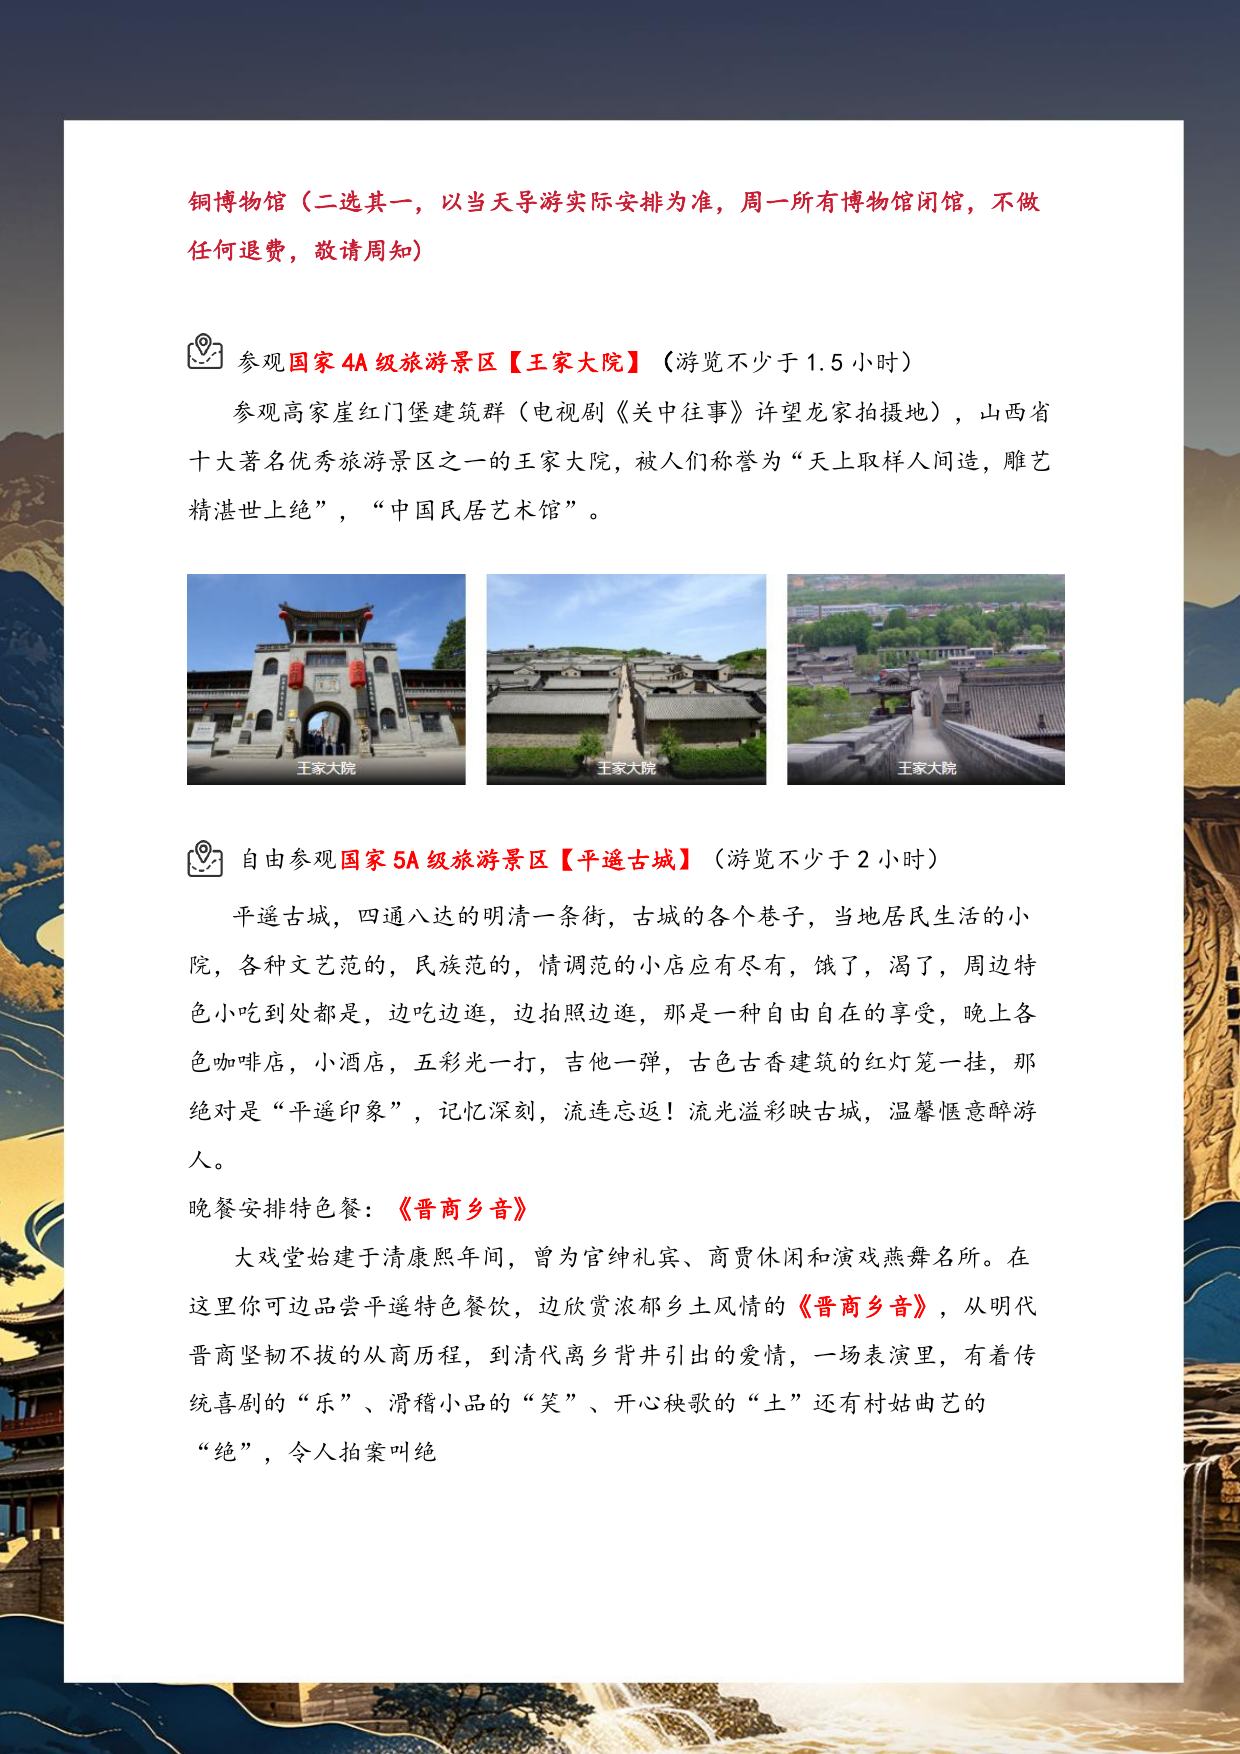 铜博物馆（二选其一，以当天导游实际安排为准，周一所有博物馆闭馆，不做
任何退费，敬请周知)
参观国家 4A 级旅游景区【王家大院】（游览不少于 1.5 小时）
参观高家崖红门堡建筑群（电视剧《关中往事》许望龙家拍摄地），山西省
十大著名优秀旅游景区之一的王家大院，被人们称誉为“天上取样人间造，雕艺
精湛世上绝”，“中国民居艺术馆”。
王家大院
王家大院
王家大院
自由参观国家 5A 级旅游景区【平遥古城】（游览不少于 2 小时）
平遥古城，四通八达的明清一条街，古城的各个巷子，当地居民生活的小
院，各种文艺范的，民族范的，情调范的小店应有尽有，饿了，渴了，周边特
色小吃到处都是，边吃边逛，边拍照边逛，那是一种自由自在的享受，晚上各
色咖啡店，小酒店，五彩光一打，吉他一弹，古色古香建筑的红灯笼一挂，那
绝对是“平遥印象”，记忆深刻，流连忘返！流光溢彩映古城，温馨惬意醉游
人。
晚餐安排特色餐：《晋商乡音》
大戏堂始建于清康熙年间，曾为官绅礼宾、商贾休闲和演戏燕舞名所。在
这里你可边品尝平遥特色餐饮，边欣赏浓郁乡土风情的《晋商乡音》，从明代
晋商坚韧不拔的从商历程，到清代离乡背井引出的爱情，一场表演里，有着传
统喜剧的“乐”、滑稽小品的“笑”、开心秧歌的“土”还有村姑曲艺的
“绝”，令人拍案叫绝